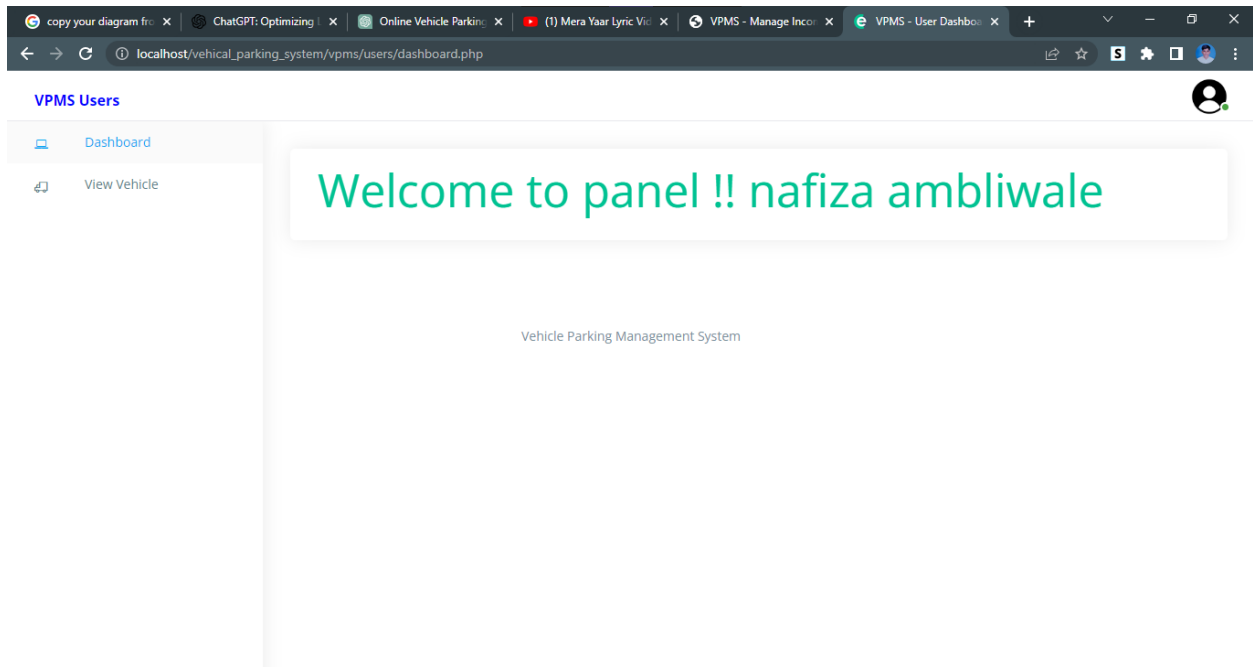 copy your diagram fro
ChatGPT: Optimizing
Online Vehicle Parking
(1) Mera Yaar Lyric Vid
VPMS - Manage Incor
VPMS - User Dashboa
localhost/vehical_parking_system/vpms/users/dashboard.php
VPMS Users
Dashboard
View Vehicle
Welcome to panel !! nafiza ambliwale
Vehicle Parking Management System